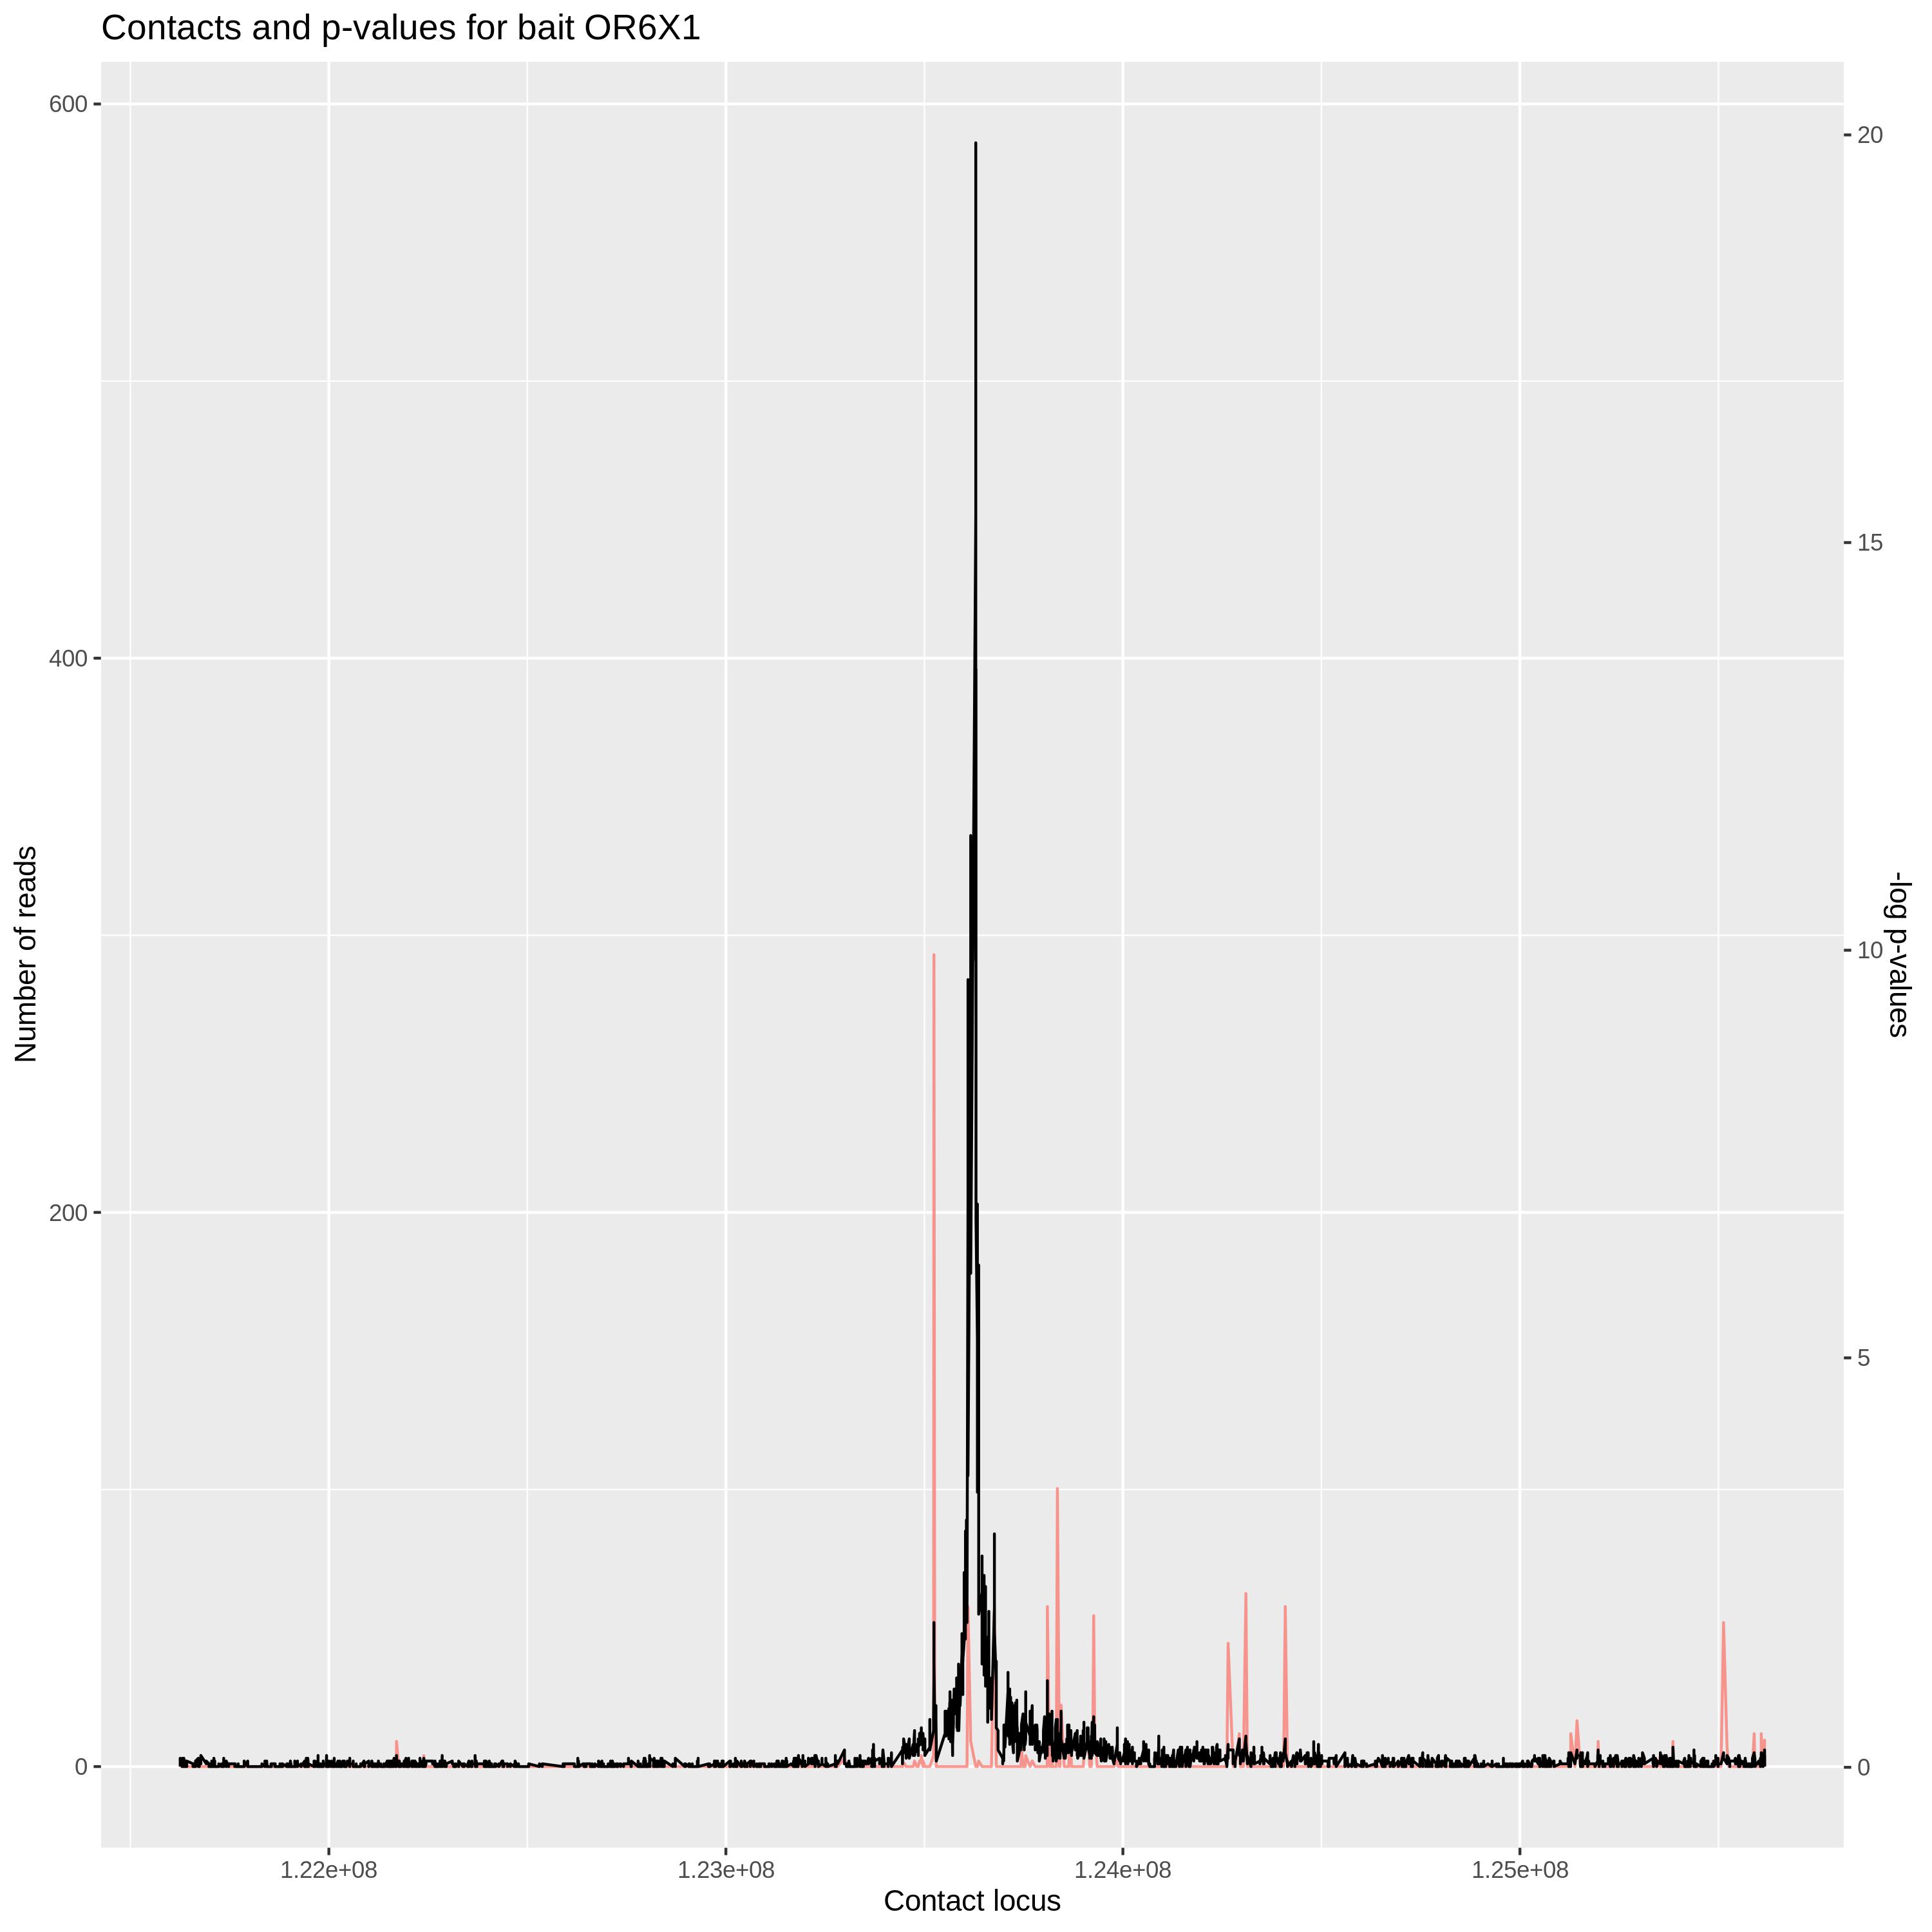 Contacts and p-values for bait OR6X1
600
400
200
0
Number of reads
20
15
10
5
0
-log p-values
1.22e+08
1.23e+08
1.24e+08
1.25e+08
Contact locus